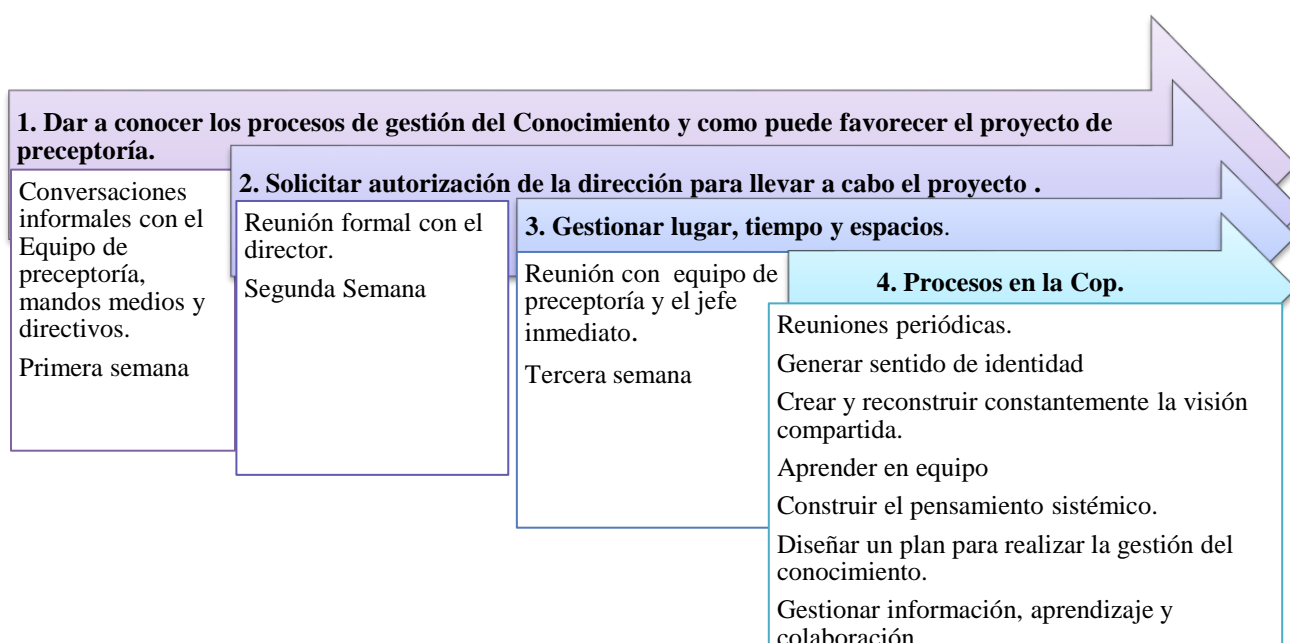 1. Dar a conocer los procesos de gestión del Conocimiento y como puede favorecer el proyecto de
preceptoría.
Conversaciones
informales con el
Equipo de
preceptoría,
mandos medios y
directivos.
Primera semana
2. Solicitar autorización de la dirección para llevar a cabo el proyecto .
Reunión formal con el
director.
Segunda Semana
3. Gestionar lugar, tiempo y espacios.
Reunión con equipo de
preceptoría y el jefe
inmediato.
Tercera semana
4. Procesos en la Cop.
Reuniones periódicas.
Generar sentido de identidad
Crear y reconstruir constantemente la visión
compartida.
Aprender en equipo
Construir el pensamiento sistémico.
Diseñar un plan para realizar la gestión del
conocimiento.
Gestionar información, aprendizaje y
colaboración